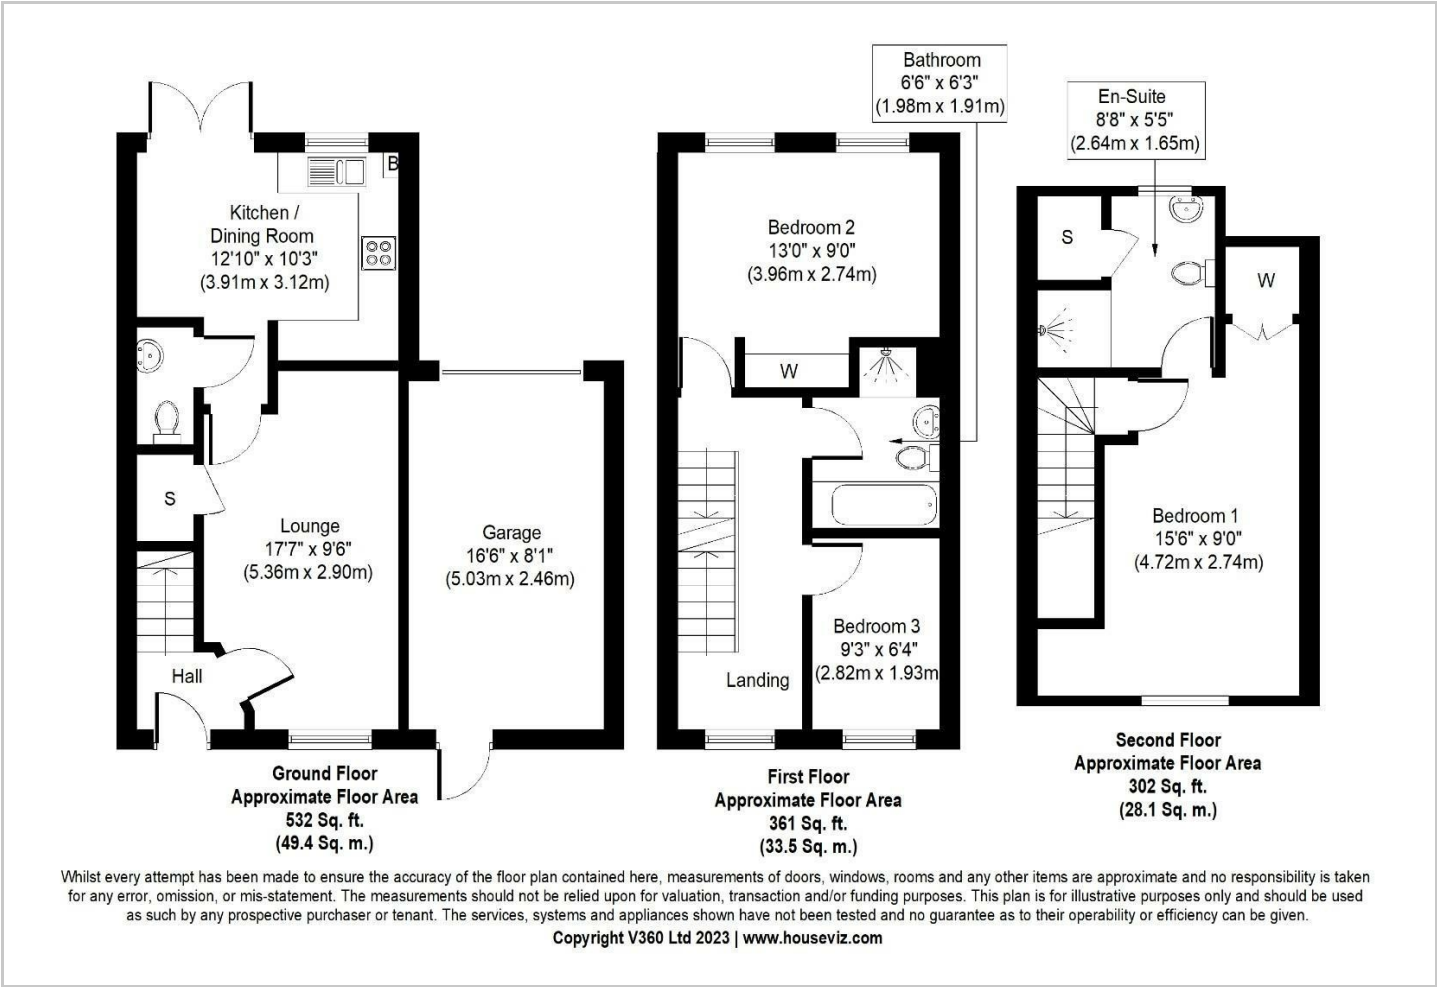 Bathroom
6'6" x 6'3"
(1.98m x 1.91m)
En-Suite
8'8" x 5'5"
(2.64m x 1.65m)
B
Kitchen /
Dining Room
12'10" x 10'3"
(3.91m x 3.12m)
S
Lounge
17'7" x 9'6"
(5.36m x 2.90m)
Garage
16'6" x 8'1"
(5.03m x 2.46m)
Hall
Ground Floor
Approximate Floor Area
532 Sq. ft.
(49.4 Sq. m.)
Bedroom 2
13'0" x 9'0"
(3.96m x 2.74m)
W
Bedroom 3
9'3" x 6'4"
(2.82m x 1.93m
Landing
First Floor
Approximate Floor Area
361 Sq. ft.
(33.5 Sq. m.)
S
W
Bedroom 1
15'6" x 9'0"
(4.72m x 2.74m)
Second Floor
Approximate Floor Area
302 Sq. ft.
(28.1 Sq. m.)
Whilst every attempt has been made to ensure the accuracy of the floor plan contained here, measurements of doors, windows, rooms and any other items are approximate and no responsibility is taken
for any error, omission, or mis-statement. The measurements should not be relied upon for valuation, transaction and/or funding purposes. This plan is for illustrative purposes only and should be used
as such by any prospective purchaser or tenant. The services, systems and appliances shown have not been tested and no guarantee as to their operability or efficiency can be given.
Copyright V360 Ltd 2023 | www.houseviz.com